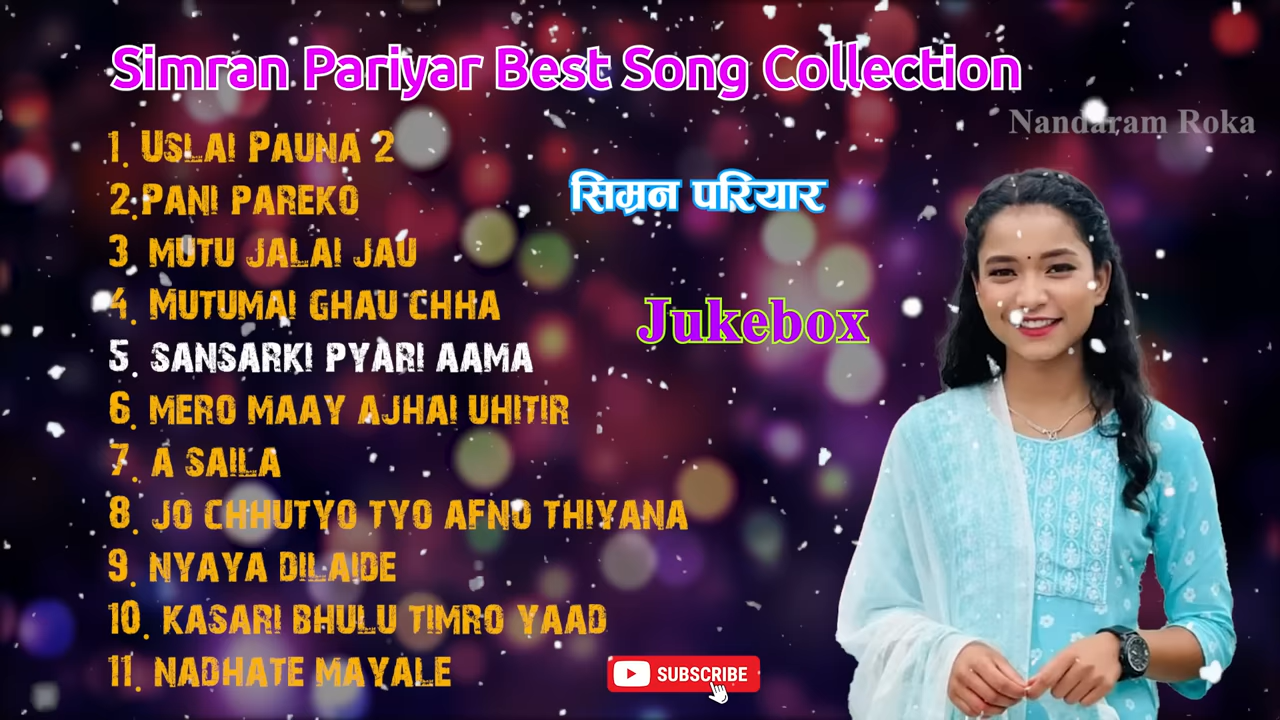 Simran Pariyar Best Song Collection
Nandaram Roka
1. USLAI PAUNA 2
2. PANI PAREKO
सिम्रन परियार
3 MUTU JALAI JAU
4. MUTUMAI GHAU CHHA
Jukebox
5. SANSARKI PYARI AAMA
6. MERO MAAY AJHAI UHITIR
7. A SAILA
8. JO CHHUTYO TYO AFNO THIYANA
9. NYAYA DILAIDE
10. KASARI BHULU TIMRO YAAD
11. NADHATE MAYALE
SUBSCRIBE